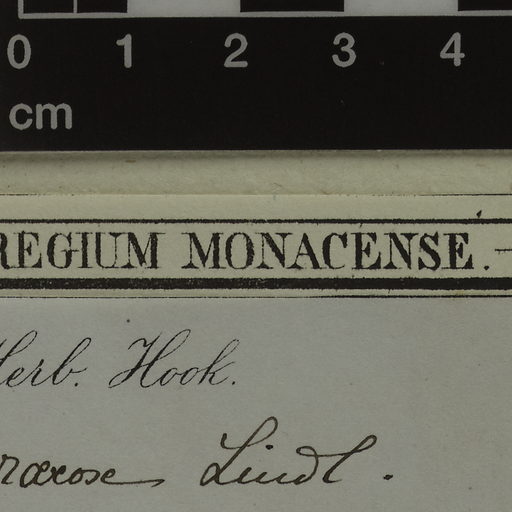 0 1 2 3 4
cm
REGIUM MONACENSE.
Herb. Hook.
Lindl.